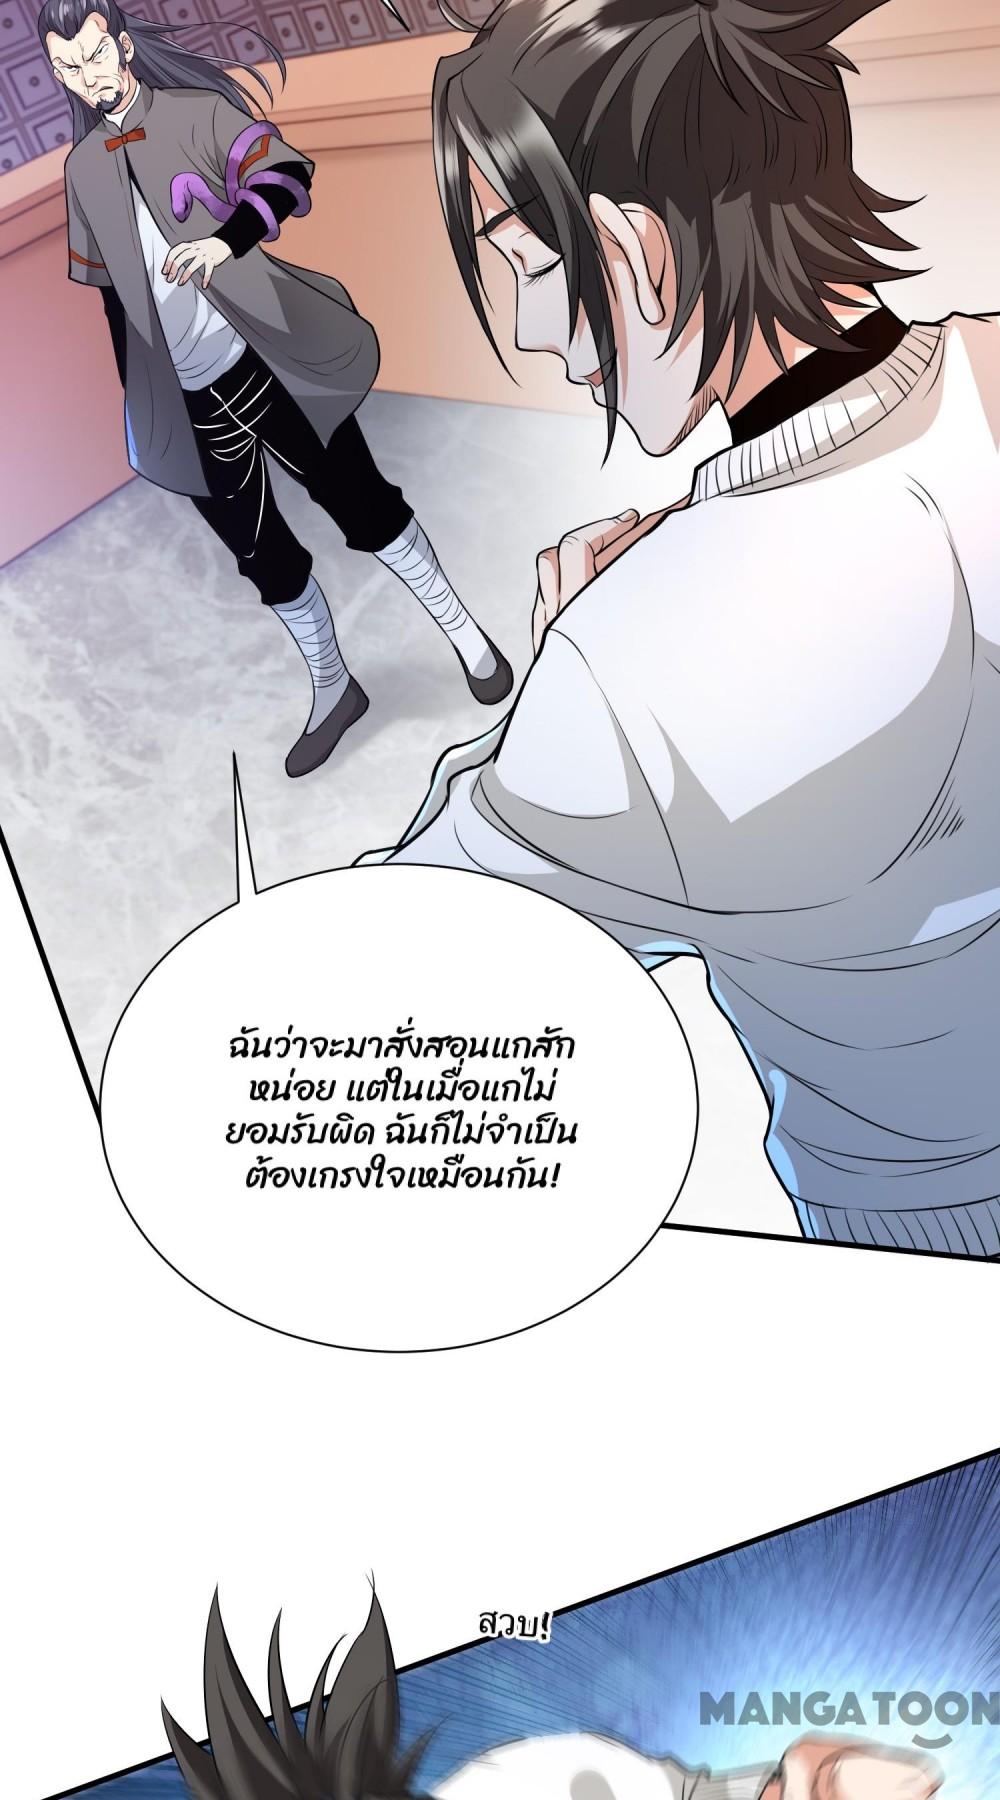 ฉันว่าจะมาสั่งสอนแกสัก
หน่อย แต่ในเมื่อแกไม่
ยอมรับผิด ฉันก็ไม่จำเป็น
ต้องเกรงใจเหมือนกัน!
สวบ!
MANGATOON